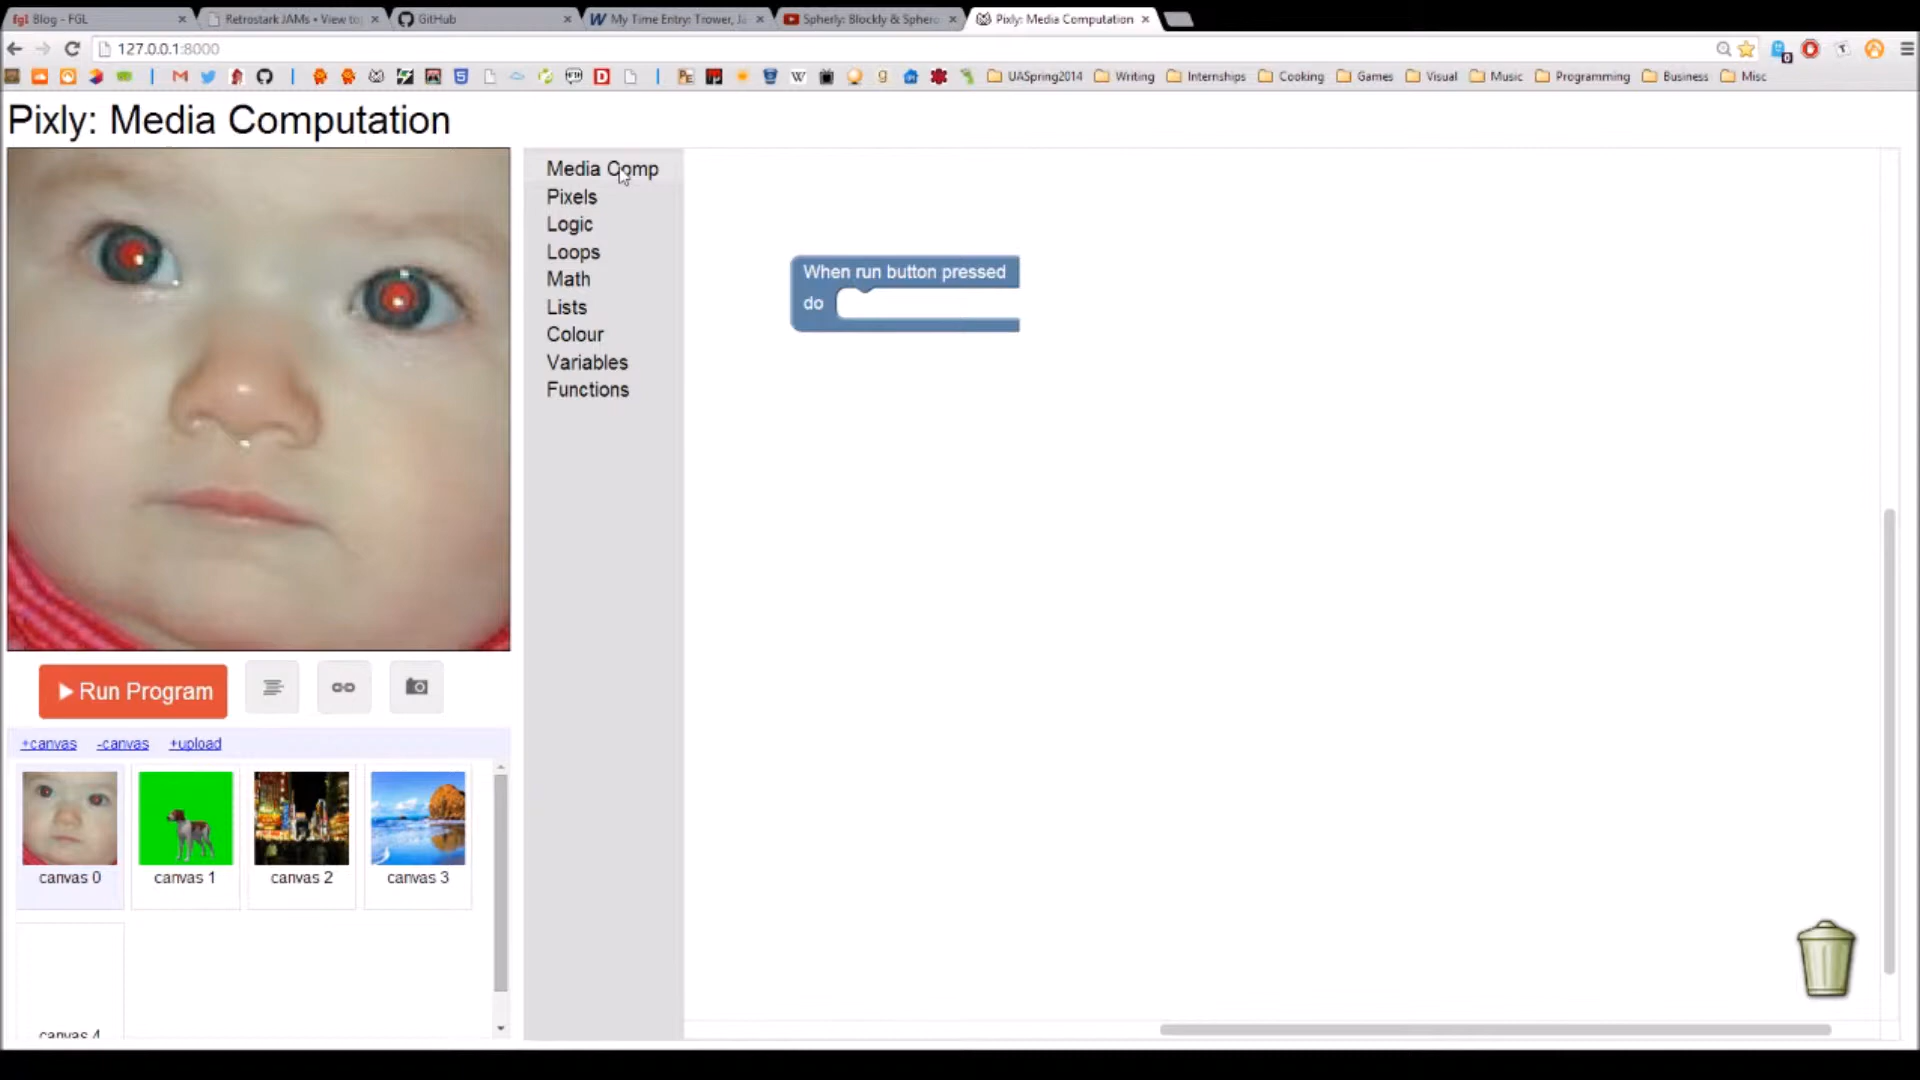 fgl Blog - FGL
Retrostark JAMs • View to
GitHub
My Time Entry: Trower, J
Spherly: Blockly & Sphero
Pixly: Media Computation
127.0.0.1:8000
UASpring2014
Writing
Internships
Cooking
Games
Visual
Music
Programming
Business
Misc
Pixly: Media Computation
Media Comp
Pixels
Logic
Loops
Math
Lists
Colour
Variables
Functions
When run button pressed
do
Run Program
+canvas -canvas +upload
canvas 0
canvas 1
canvas 2
canvas 3
canvas 4